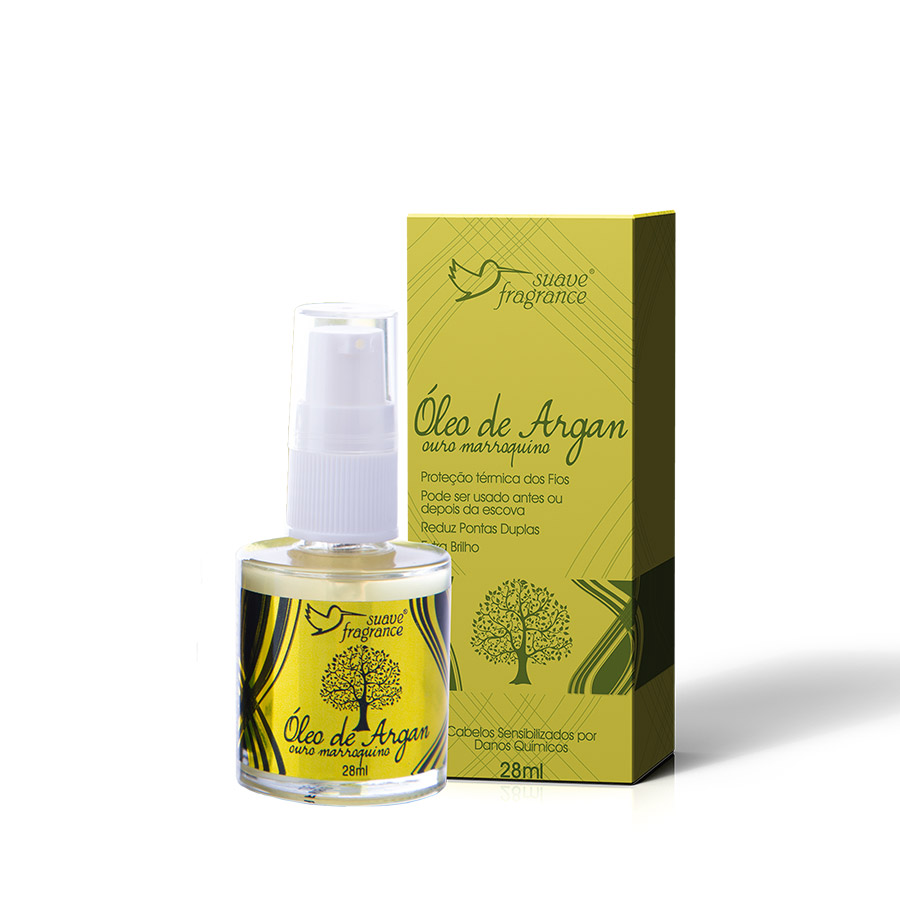 suave®
fragrance
Óleo de Argan
ouro marroquino
Proteção térmica dos Fios
Pode ser usado antes ou
depois da escova
Reduz Pontas Duplas
Extra Brilho
Cabelos Sensibilizados por
Danos Químicos
28ml
suave®
fragrance
Óleo de Argan
ouro marroquino
28ml